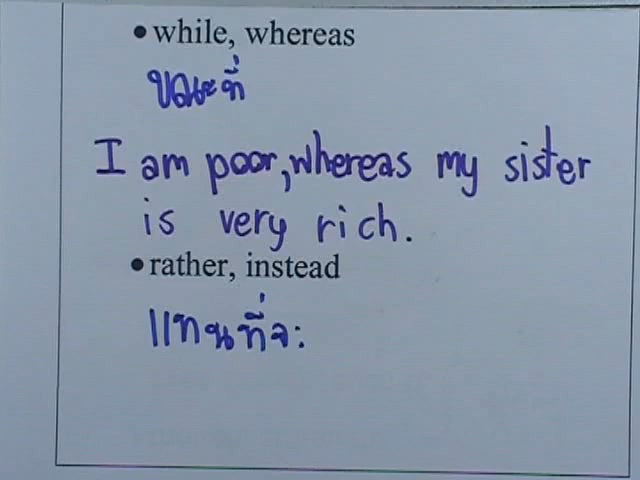 • while, whereas
ขณะที่
I am poor, whereas my sister
is very rich.
• rather, instead
แทนที่จะ